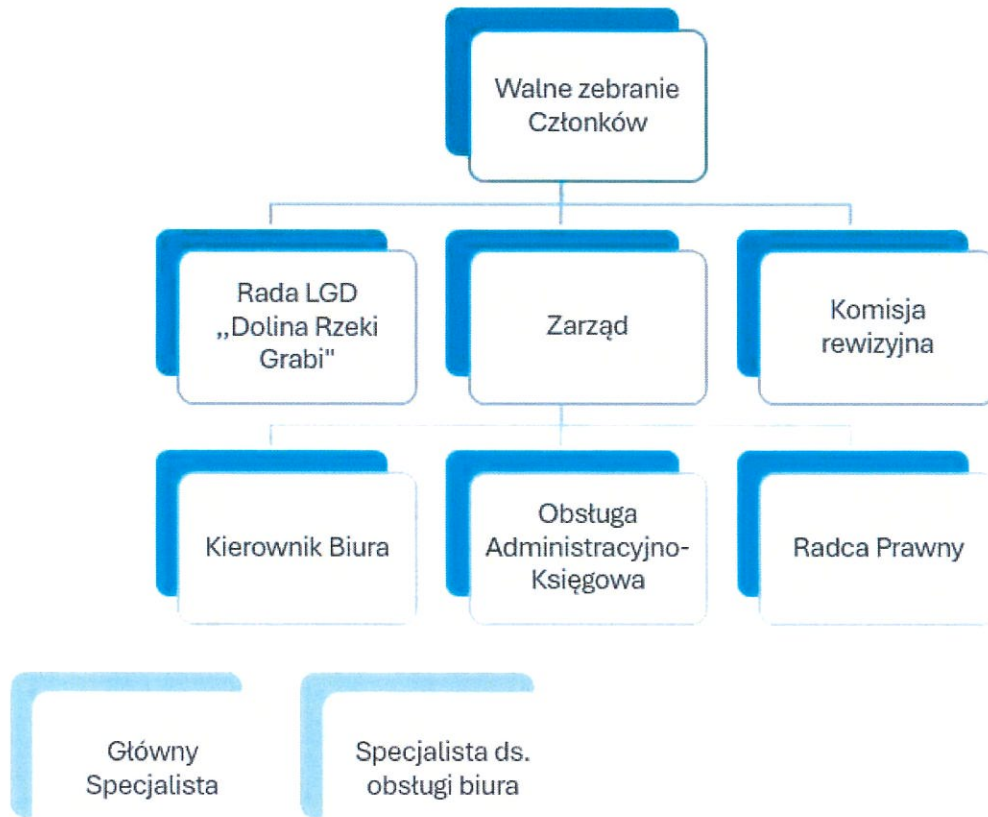 Walne zebranie
Członków
Rada LGD
„Dolina Rzeki
Grabi"
Zarząd
Komisja
rewizyjna
Kierownik Biura
Obsługa
Administracyjno-
Księgowa
Radca Prawny
Główny
Specjalista
Specjalista ds.
obsługi biura